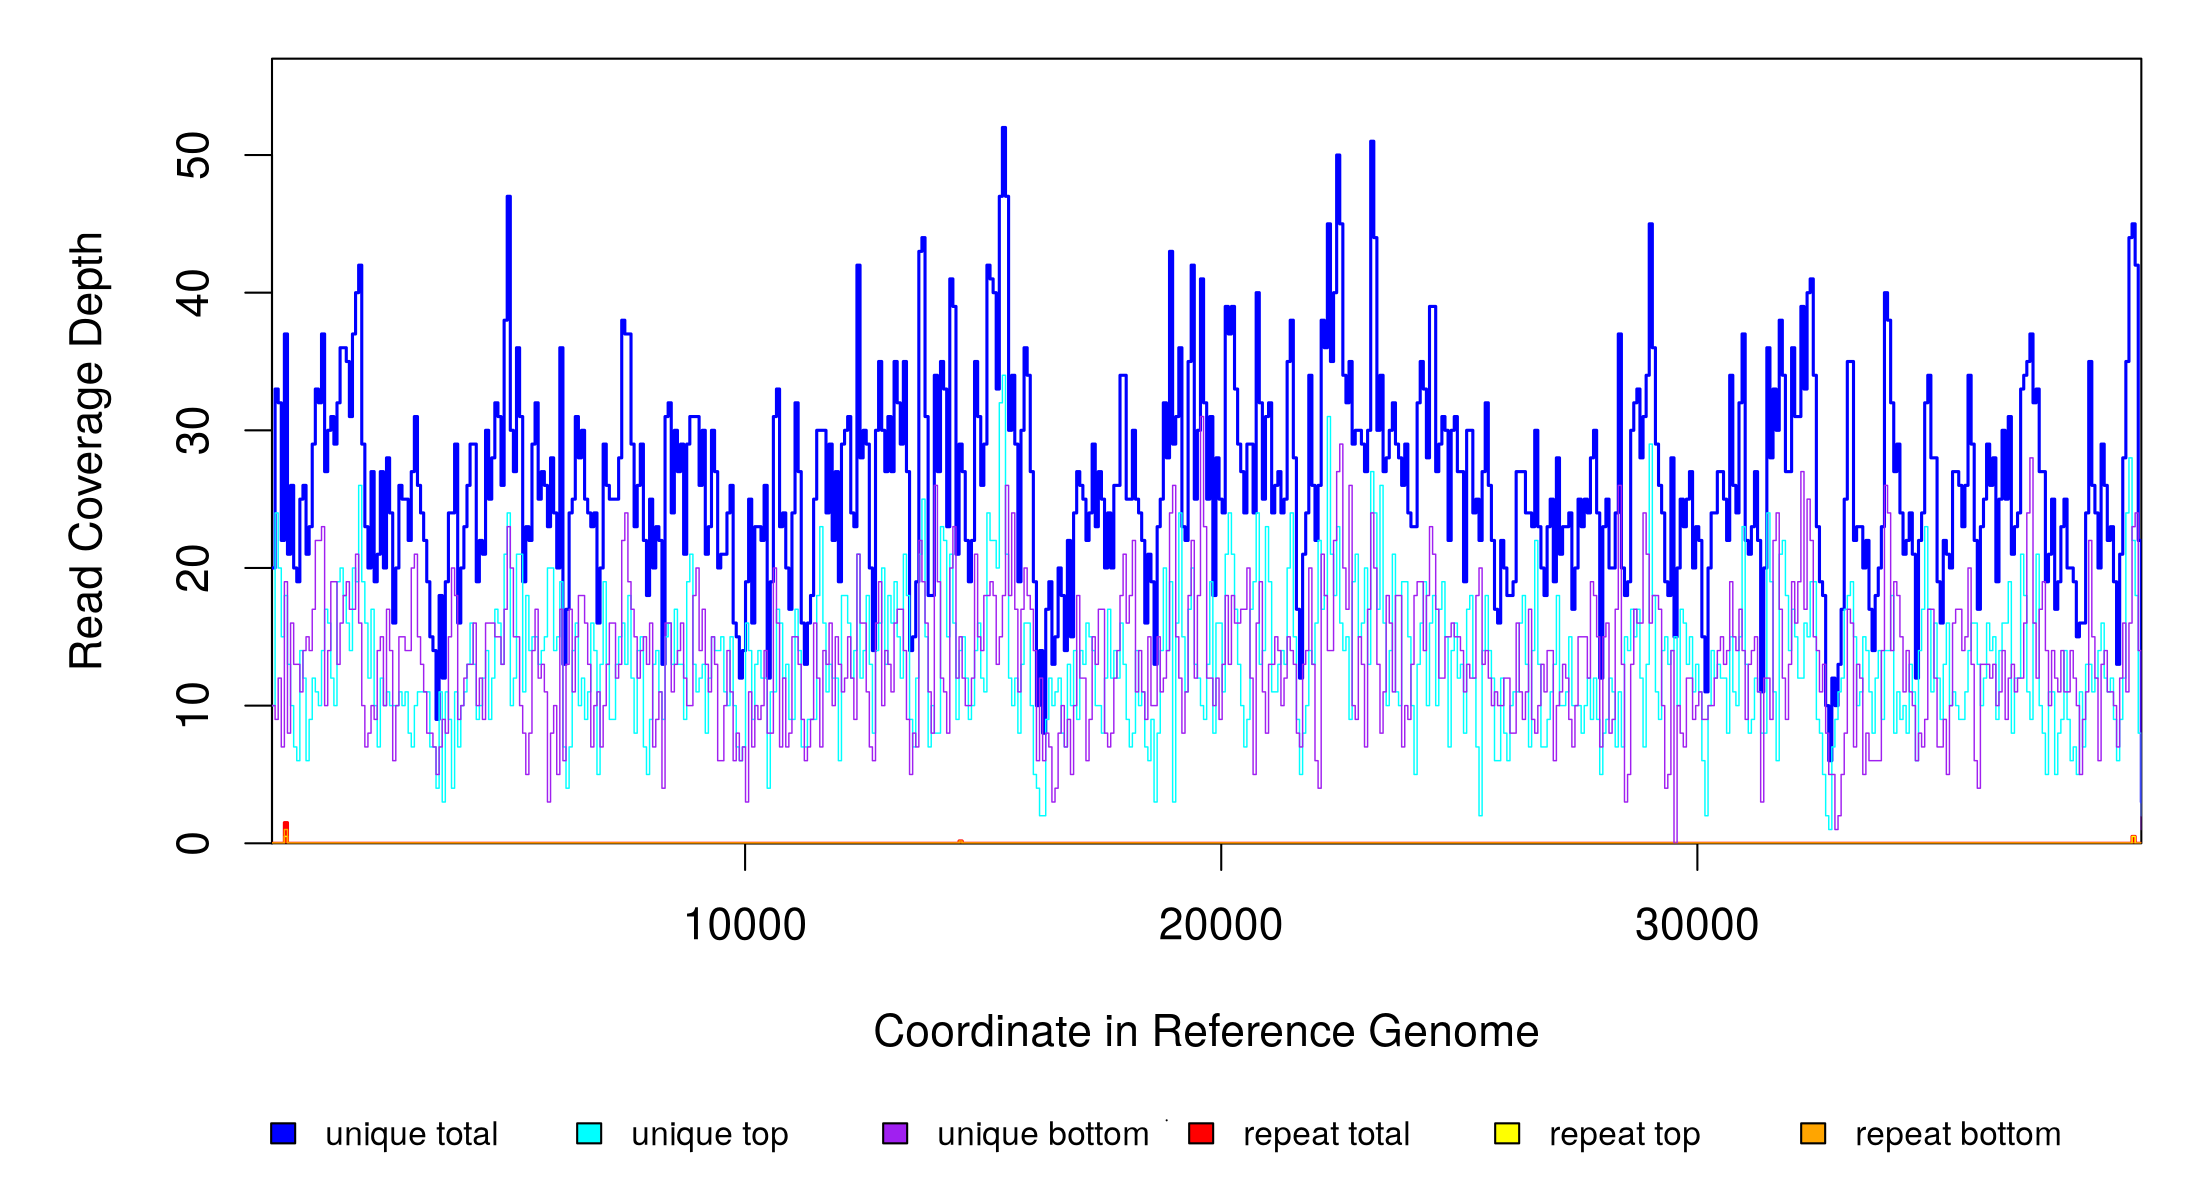 Read Coverage Depth
50
40
30
20
10
0
10000 20000 30000
Coordinate in Reference Genome
unique total unique top unique bottom repeat total repeat top repeat bottom